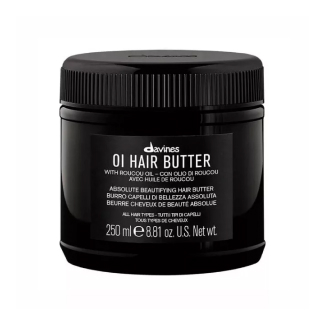 davines
OI HAIR BUTTER
WITH ROUCOU OIL - CON OLIO DI ROUCOU
AVEC HUILE DE ROUCOU
ABSOLUTE BEAUTIFYING HAIR BUTTER
BURRO CAPELLI DI BELLEZZA ASSOLUTA
BEURRE CHEVEUX DE BEAUTÉ ABSOLUE
ALL HAIR TYPES - TUTTI I TIPI DI CAPELLI
TOUS TYPES DE CHEVEUX
250 ml e 8.81 oz. U.S. Net wt.